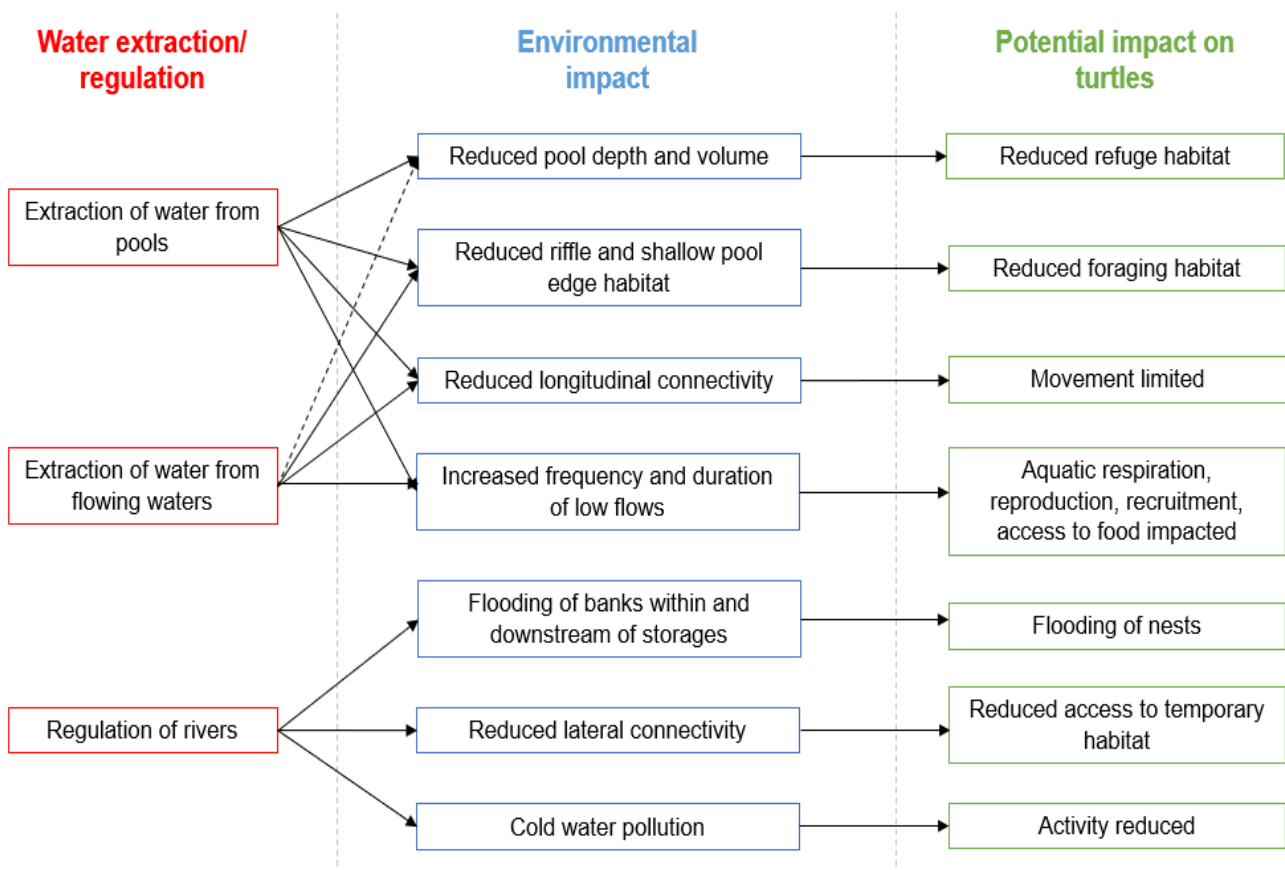 Water extraction/
regulation
Environmental
impact
Potential impact on
turtles
Extraction of water from
pools
Extraction of water from
flowing waters
Regulation of rivers
Reduced pool depth and volume
Reduced riffle and shallow pool
edge habitat
Reduced longitudinal connectivity
Increased frequency and duration
of low flows
Flooding of banks within and
downstream of storages
Reduced lateral connectivity
Cold water pollution
Reduced refuge habitat
Reduced foraging habitat
Movement limited
Aquatic respiration,
reproduction, recruitment,
access to food impacted
Flooding of nests
Reduced access to temporary
habitat
Activity reduced